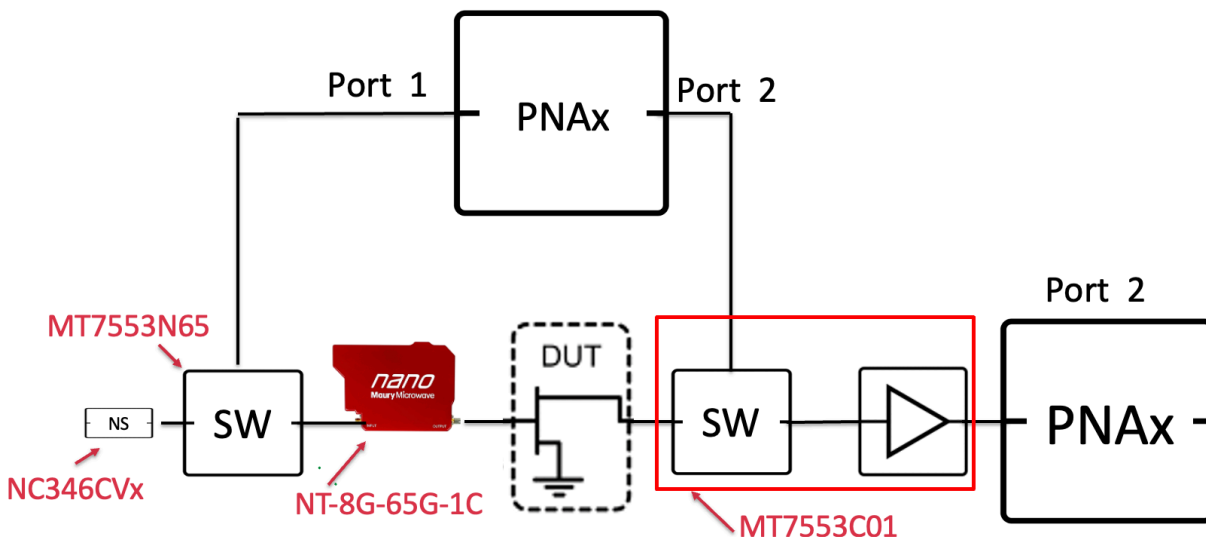 Port 1
PNAx
Port 2
Port 2
MT7553N65
nano
Maury Microwave
DUT
NS
SW
SW
PNAx
NC346CVx
NT-8G-65G-1C
MT7553C01